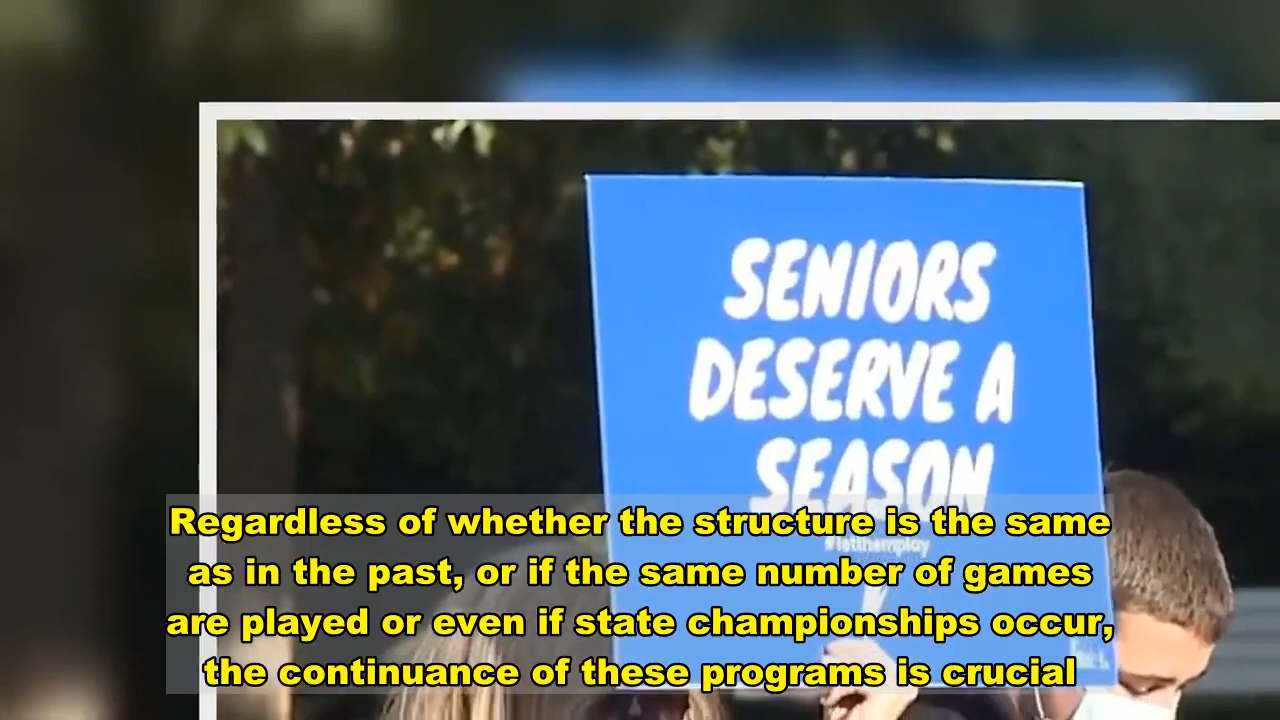 SENIORS
DESERVE A
SEASON
#letthemplay
Regardless of whether the structure is the same
as in the past, or if the same number of games
are played or even if state championships occur,
the continuance of these programs is crucial